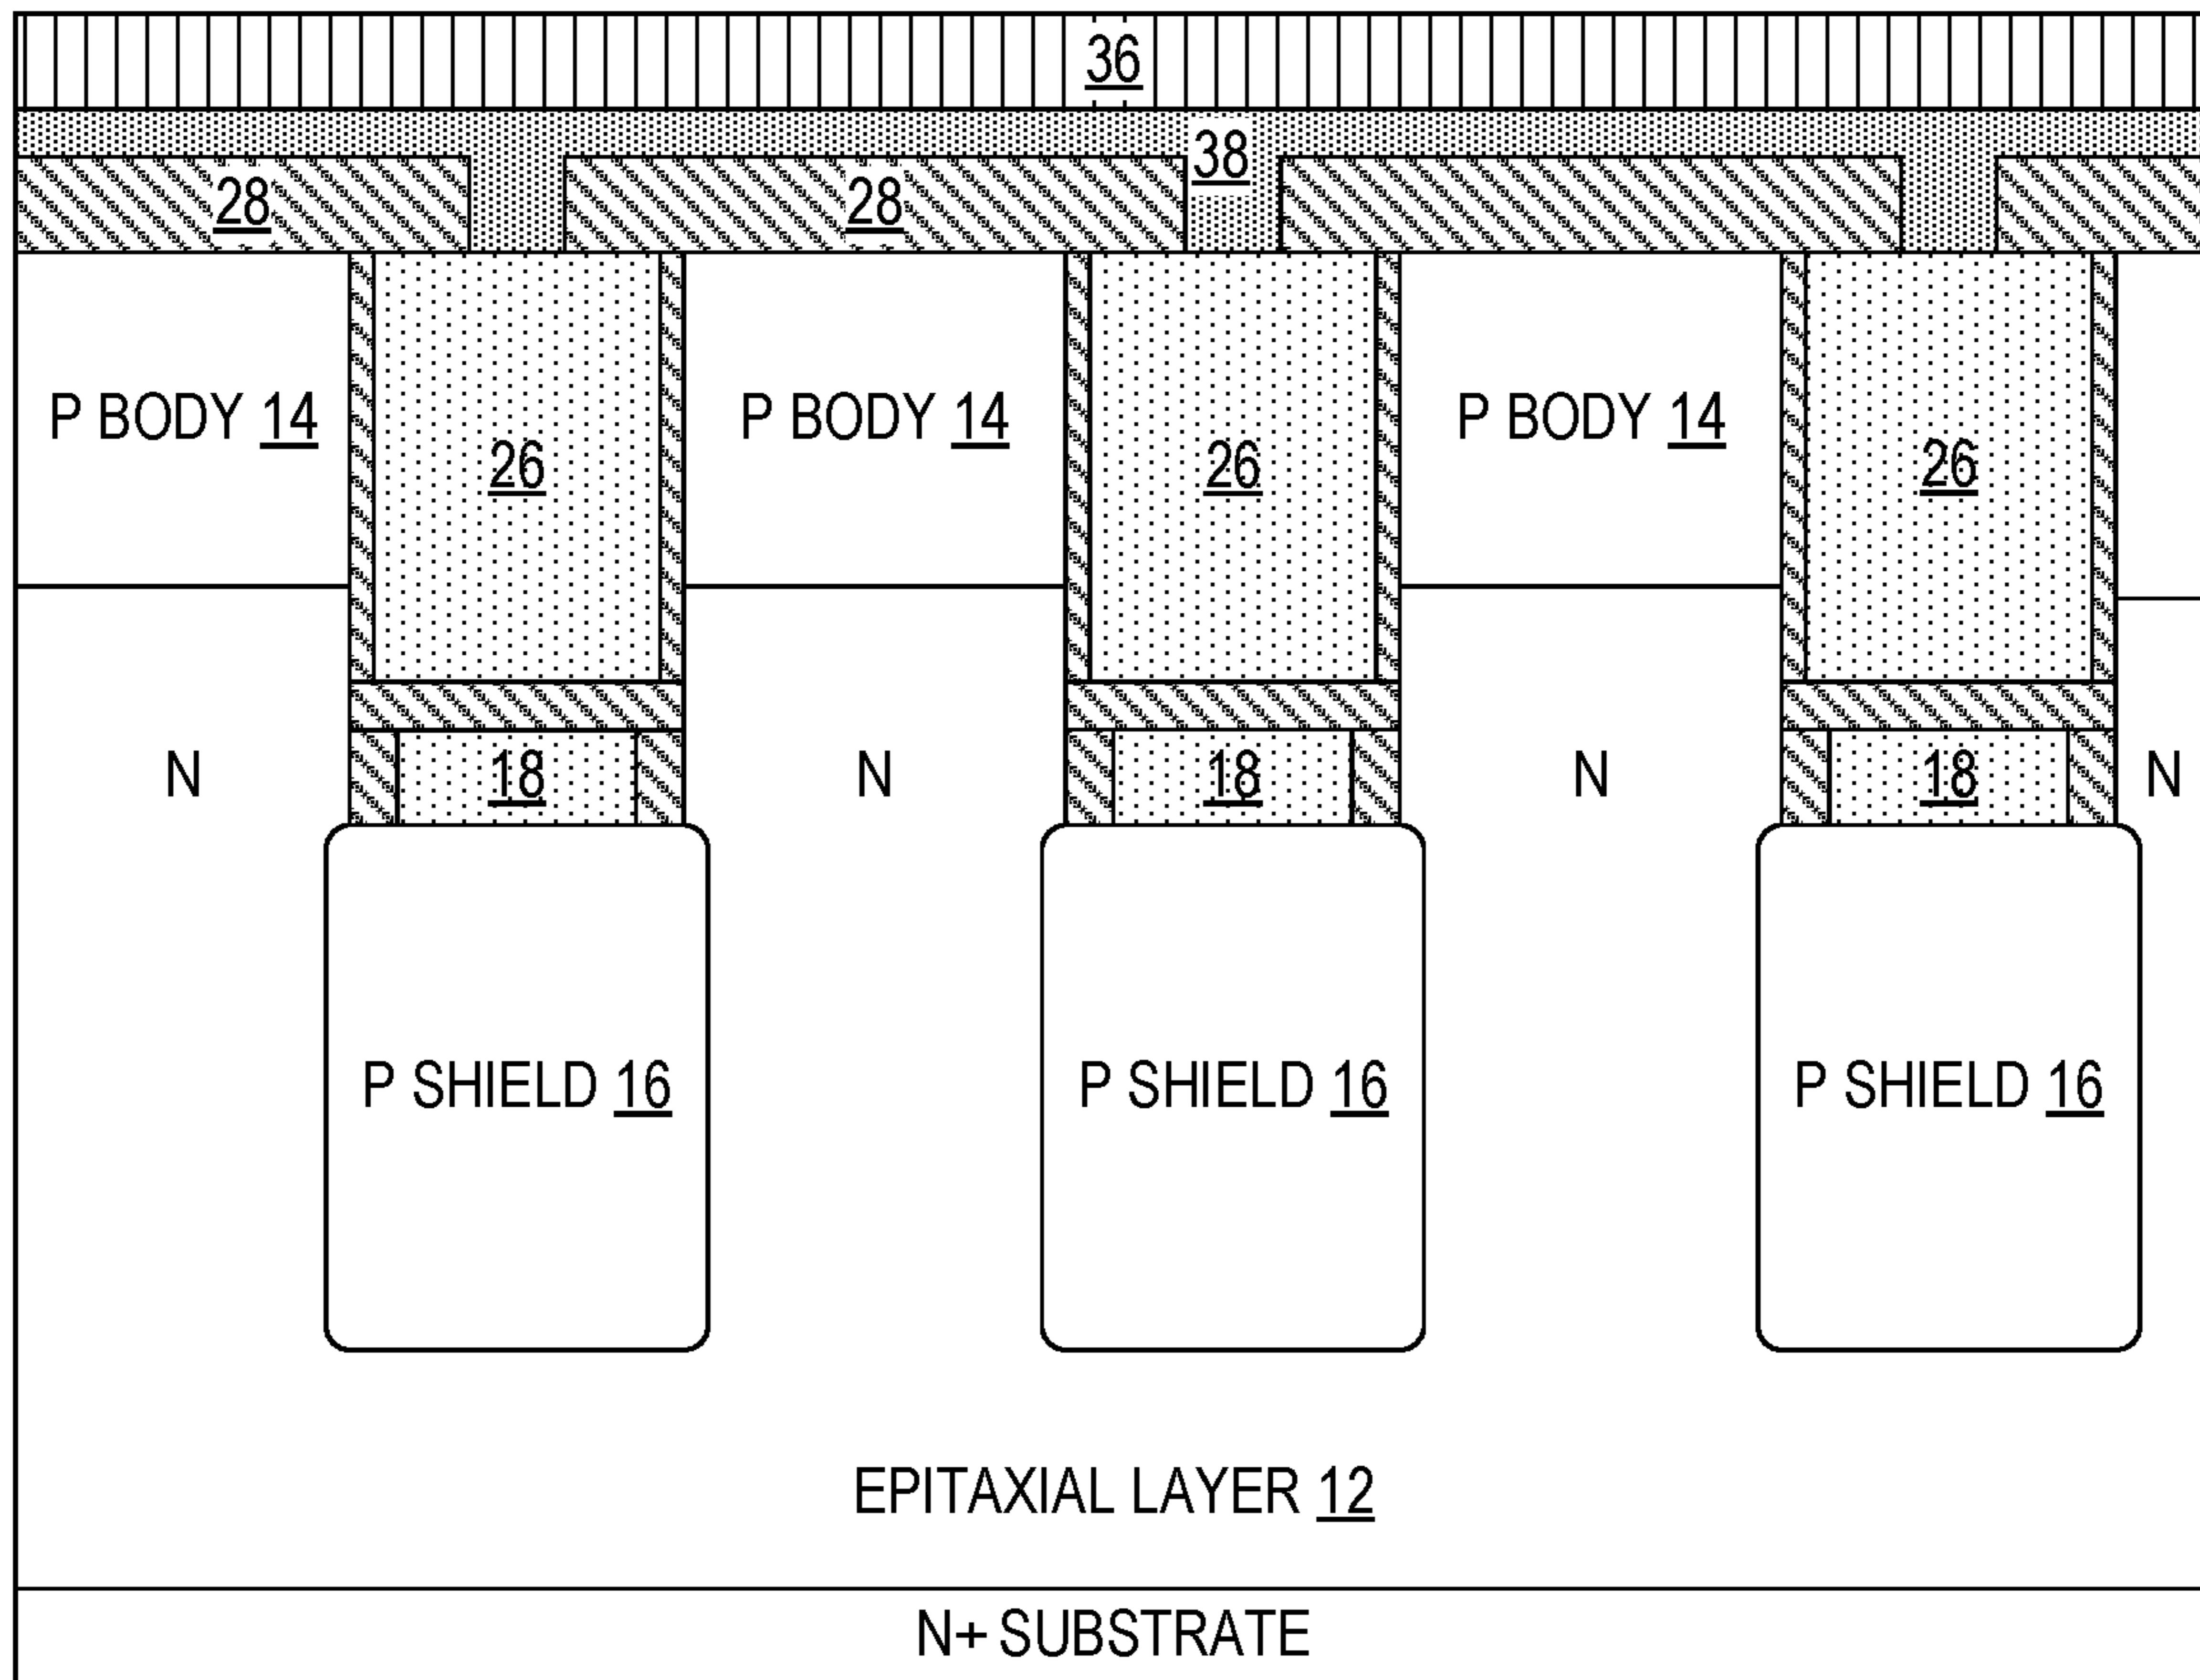 36
38
28 28
P BODY 14 P BODY 14 P BODY 14
26 26 26
N 18 N 18 N 18 N
P SHIELD 16 P SHIELD 16 P SHIELD 16
EPITAXIAL LAYER 12
N+ SUBSTRATE